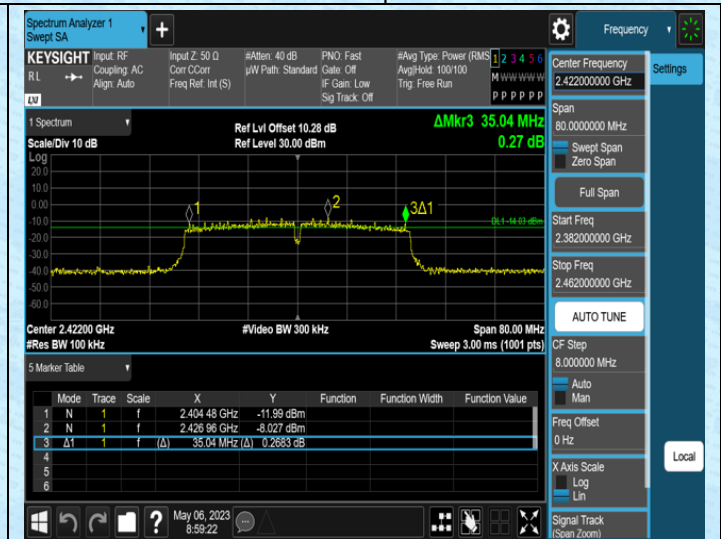 Spectrum Analyzer 1
Swept SA
Frequency
KEYSIGHT
RL
Input: RF
Coupling: AC
Align: Auto
Input Z: 50 Ω
Corr CCorr
Freq Ref: Int (S)
#Atten: 40 dB
µW Path: Standard
PNO: Fast
Gate: Off
IF Gain: Low
Sig Track: Off
#Avg Type: Power (RMS
Avg|Hold: 100/100
Trig: Free Run
1 2 3 4 5 6
M W W W W W
P P P P P P
LXI
1 Spectrum
Scale/Div 10 dB
Ref Lvl Offset 10.28 dB
Ref Level 30.00 dBm
ΔMkr3 35.04 MHz
0.27 dB
Log
20.0
10.0
0.00
-10.0
-20.0
-30.0
-40.0
-50.0
-60.0
1
2
3Δ1
DL1 -14.03 dBm
Center 2.42200 GHz
#Video BW 300 kHz
Span 80.00 MHz
#Res BW 100 kHz
Sweep 3.00 ms (1001 pts)
5 Marker Table
Mode Trace Scale X Y Function Function Width Function Value
1 N 1 f 2.404 48 GHz -11.99 dBm
2 N 1 f 2.426 96 GHz -8.027 dBm
3 Δ1 1 f (Δ) 35.04 MHz (Δ) 0.2683 dB
4
5
6
May 06, 2023
8:59:22
Center Frequency
2.422000000 GHz
Settings
Span
80.0000000 MHz
Swept Span
Zero Span
Full Span
Start Freq
2.382000000 GHz
Stop Freq
2.462000000 GHz
AUTO TUNE
CF Step
8.000000 MHz
Auto
Man
Freq Offset
0 Hz
X Axis Scale
Log
Lin
Local
Signal Track
(Span Zoom)